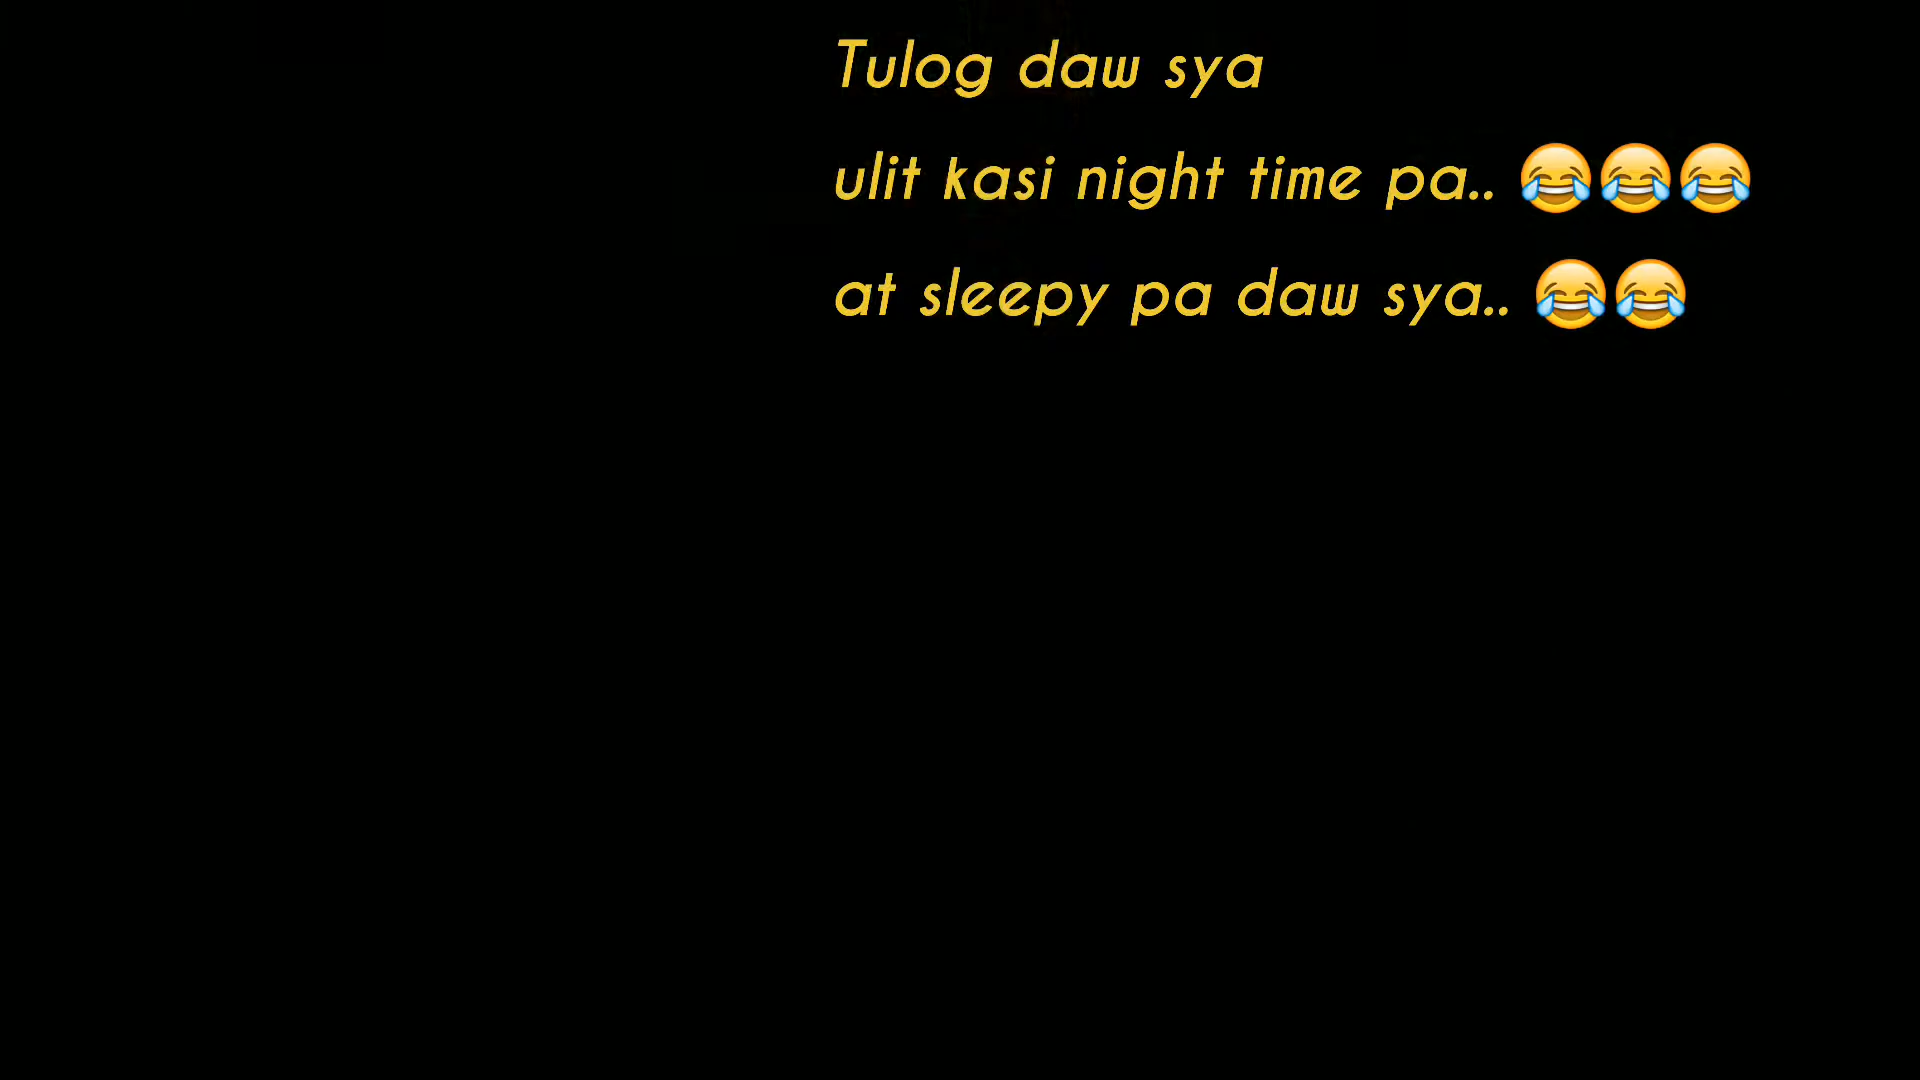 Tulog daw sya
ulit kasi night time pa.. 😂😂😂
at sleepy pa daw sya.. 😂😂